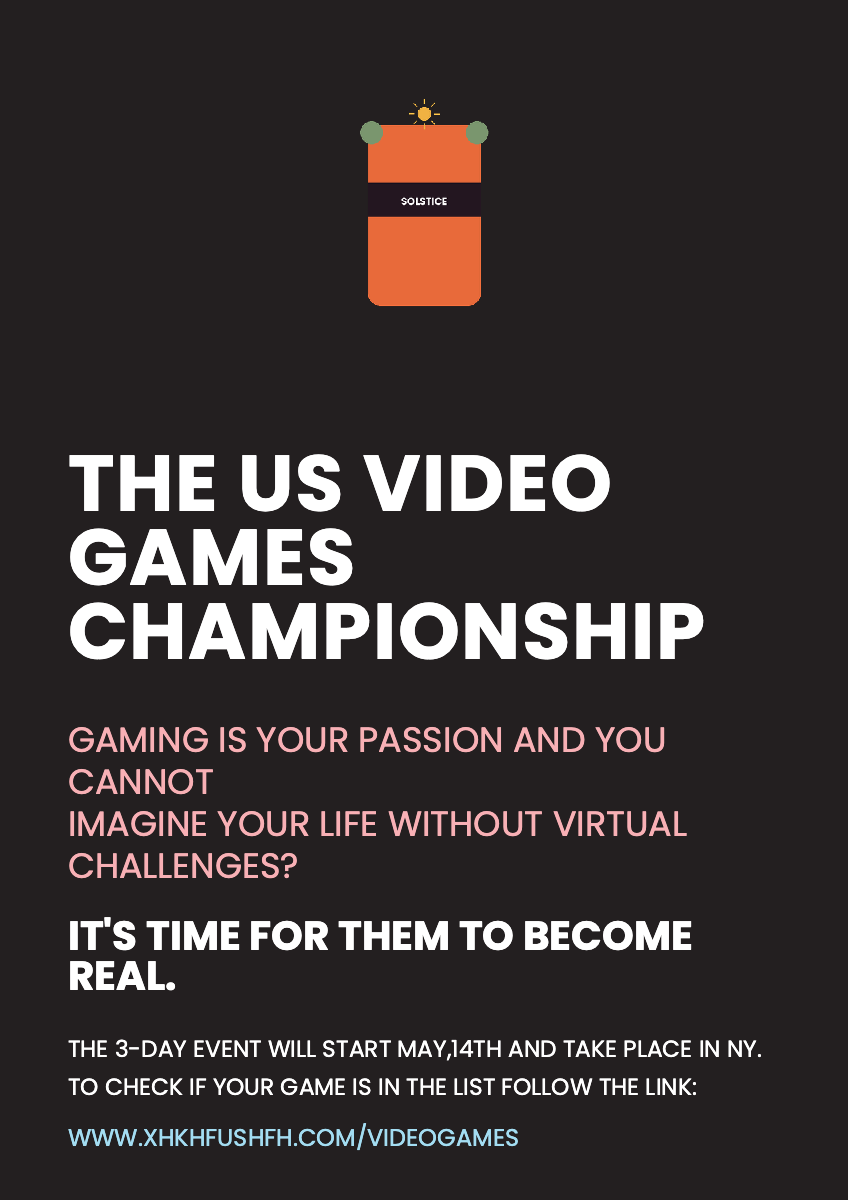 SOLSTICE
THE US VIDEO
GAMES
CHAMPIONSHIP
GAMING IS YOUR PASSION AND YOU
CANNOT
IMAGINE YOUR LIFE WITHOUT VIRTUAL
CHALLENGES?
IT'S TIME FOR THEM TO BECOME
REAL.
THE 3-DAY EVENT WILL START MAY,14TH AND TAKE PLACE IN NY.
TO CHECK IF YOUR GAME IS IN THE LIST FOLLOW THE LINK:
WWW.XHKHFUSHFH.COM/VIDEOGAMES